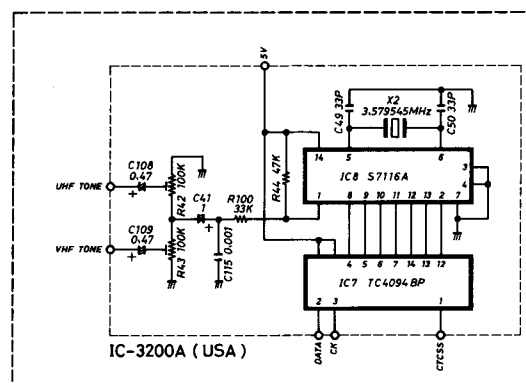 5V
C49 33P
X2
3.579545MHz
C50 33P
14
5
6
IC8 S7116A
3
4
1
8
9
10
11
12
13
2
7
R44 47K
C108
0.47
UHF TONE
+
R42 100K
C41
1
+
R100
33K
C109
0.47
VHF TONE
+
R43 100K
C115 0.001
4
5
6
7
14
13
12
IC7 TC4094BP
2
3
1
DATA
CK
CTCSS
IC-3200A (USA)